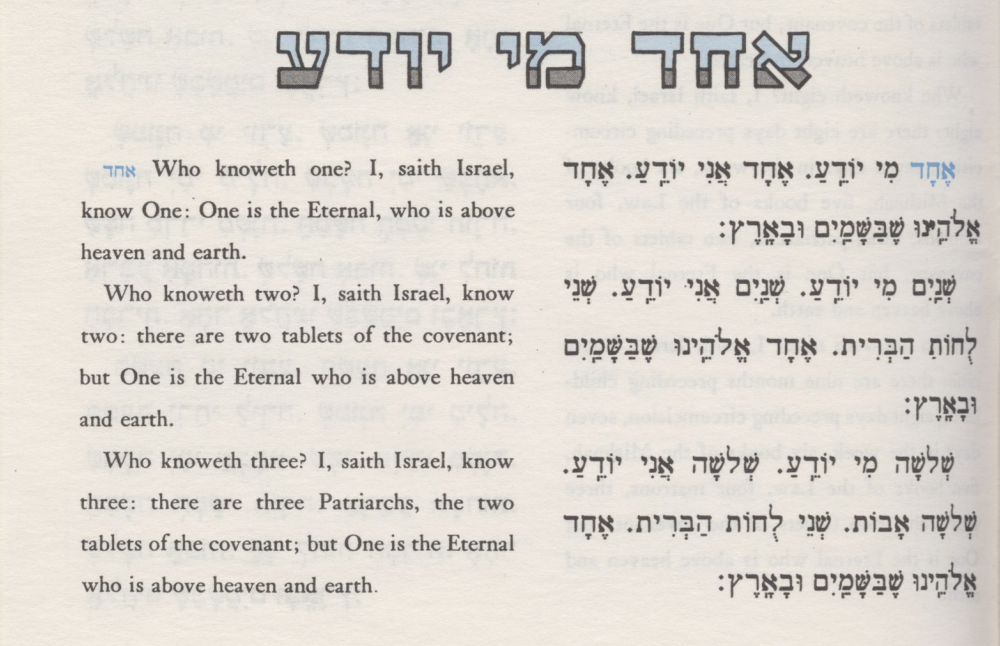 אחד מי יודע
אחד Who knoweth one? I, saith Israel,
know One: One is the Eternal, who is above
heaven and earth.
Who knoweth two? I, saith Israel, know
two: there are two tablets of the covenant;
but One is the Eternal who is above heaven
and earth.
Who knoweth three? I, saith Israel, know
three: there are three Patriarchs, the two
tablets of the covenant; but One is the Eternal
who is above heaven and earth.
אֶחָד מִי יוֹדֵֽעַ. אֶחָד אֲנִי יוֹדֵֽעַ. אֶחָד
אֱלֹהֵֽינוּ שֶׁבַּשָּׁמַֽיִם וּבָאָֽרֶץ:
שְׁנַֽיִם מִי יוֹדֵֽעַ. שְׁנַֽיִם אֲנִי יוֹדֵֽעַ. שְׁנֵי
לֻחוֹת הַבְּרִית. אֶחָד אֱלֹהֵֽינוּ שֶׁבַּשָּׁמַֽיִם
וּבָאָֽרֶץ:
שְׁלֹשָׁה מִי יוֹדֵֽעַ. שְׁלֹשָׁה אֲנִי יוֹדֵֽעַ.
שְׁלֹשָׁה אָבוֹת. שְׁנֵי לֻחוֹת הַבְּרִית. אֶחָד
אֱלֹהֵֽינוּ שֶׁבַּשָּׁמַֽיִם וּבָאָֽרֶץ: